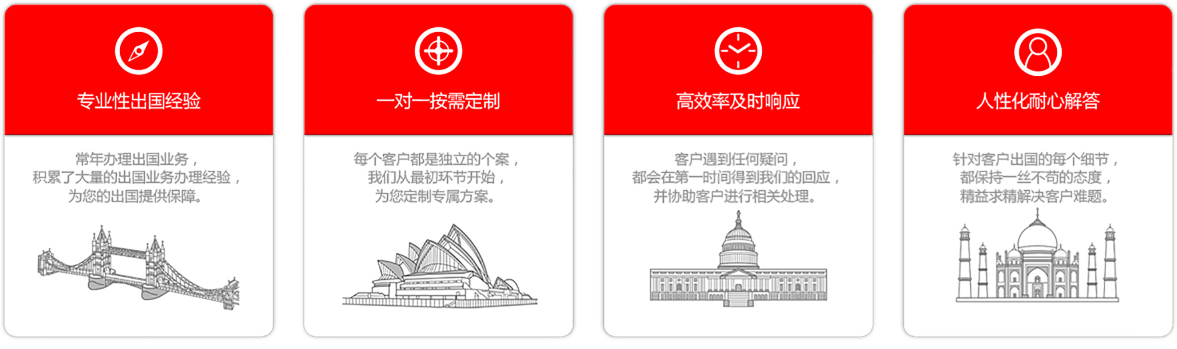 专业性出国经验
常年办理出国业务，
积累了大量的出国业务办理经验，
为您的出国提供保障。
一对一按需定制
每个客户都是独立的个案，
我们从最初环节开始，
为您定制专属方案。
高效率及时响应
客户遇到任何疑问，
都会在第一时间得到我们的回应，
并协助客户进行相关处理。
人性化耐心解答
针对客户出国的每个细节，
都保持一丝不苟的态度，
精益求精解决客户难题。